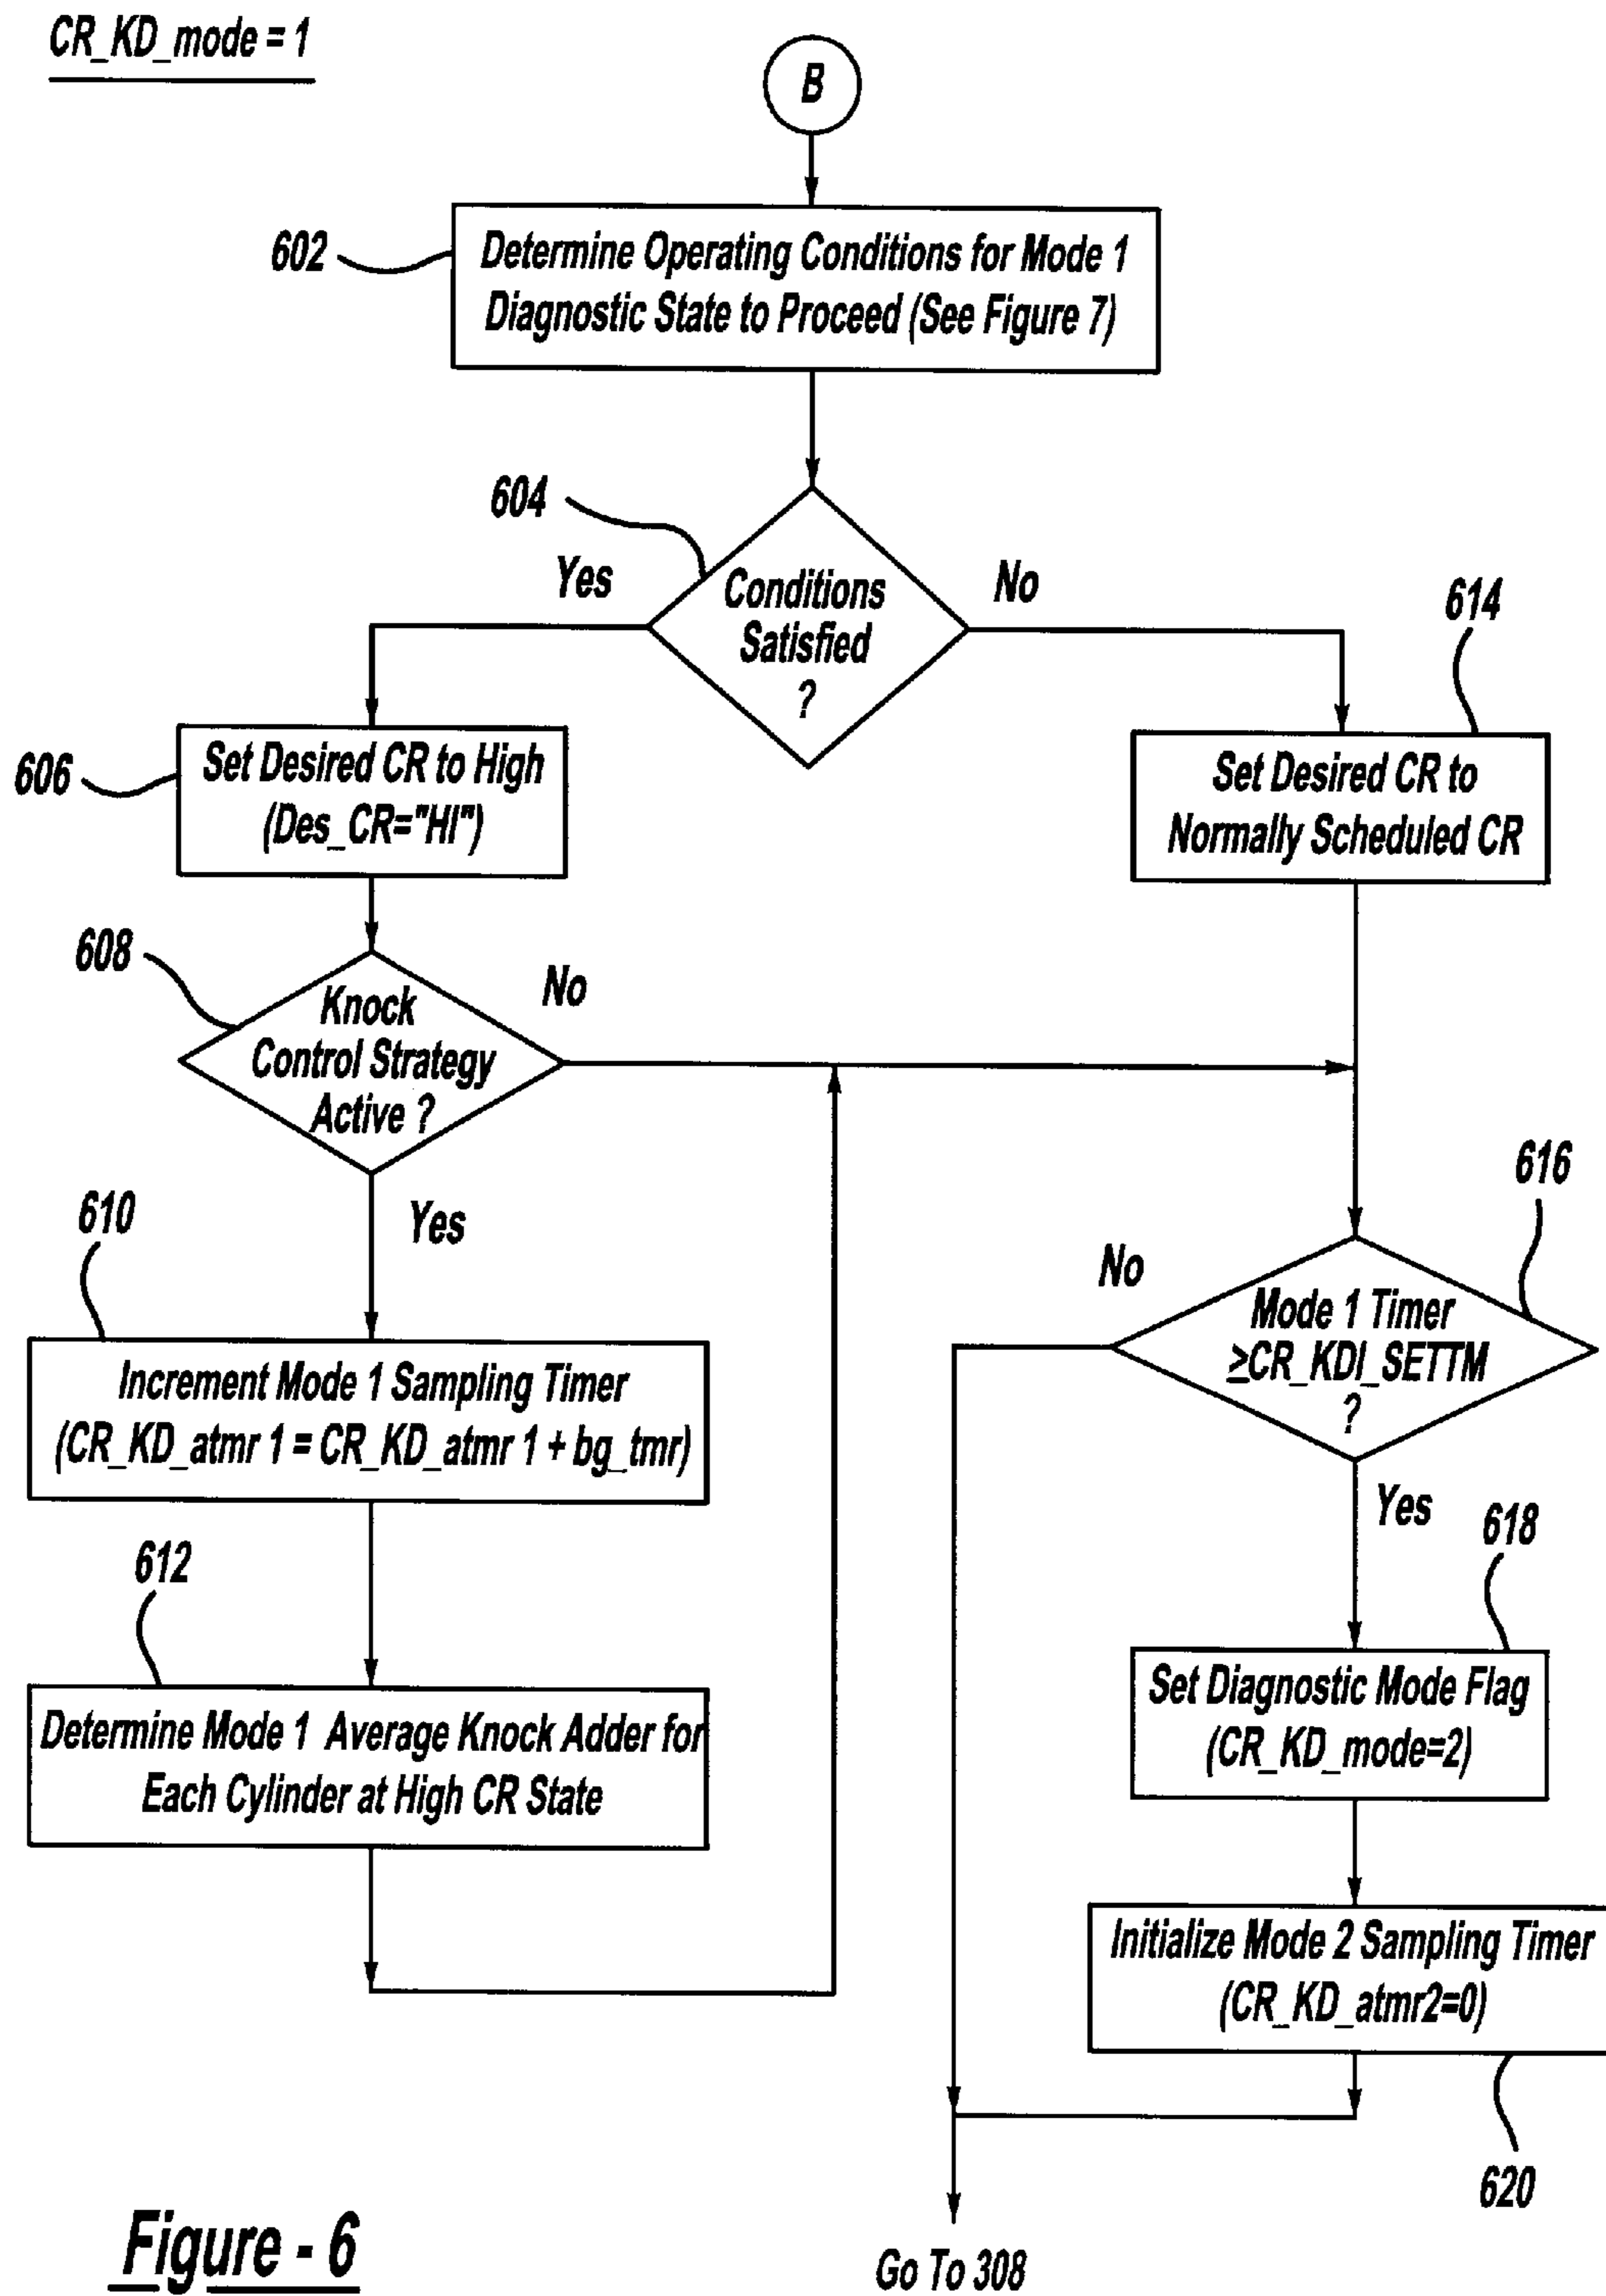 CR_KD_mode = 1
B
602
Determine Operating Conditions for Mode 1
Diagnostic State to Proceed (See Figure 7)
604
Yes
Conditions
Satisfied
?
No
614
606
Set Desired CR to High
(Des_CR="HI")
Set Desired CR to
Normally Scheduled CR
608
Knock
Control Strategy
Active ?
No
Yes
610
Increment Mode 1 Sampling Timer
(CR_KD_atmr 1 = CR_KD_atmr 1 + bg_tmr)
612
Determine Mode 1 Average Knock Adder for
Each Cylinder at High CR State
616
No
Mode 1 Timer
≥CR_KDI_SETTM
?
Yes
618
Set Diagnostic Mode Flag
(CR_KD_mode=2)
Initialize Mode 2 Sampling Timer
(CR_KD_atmr2=0)
620
Go To 308
Figure - 6